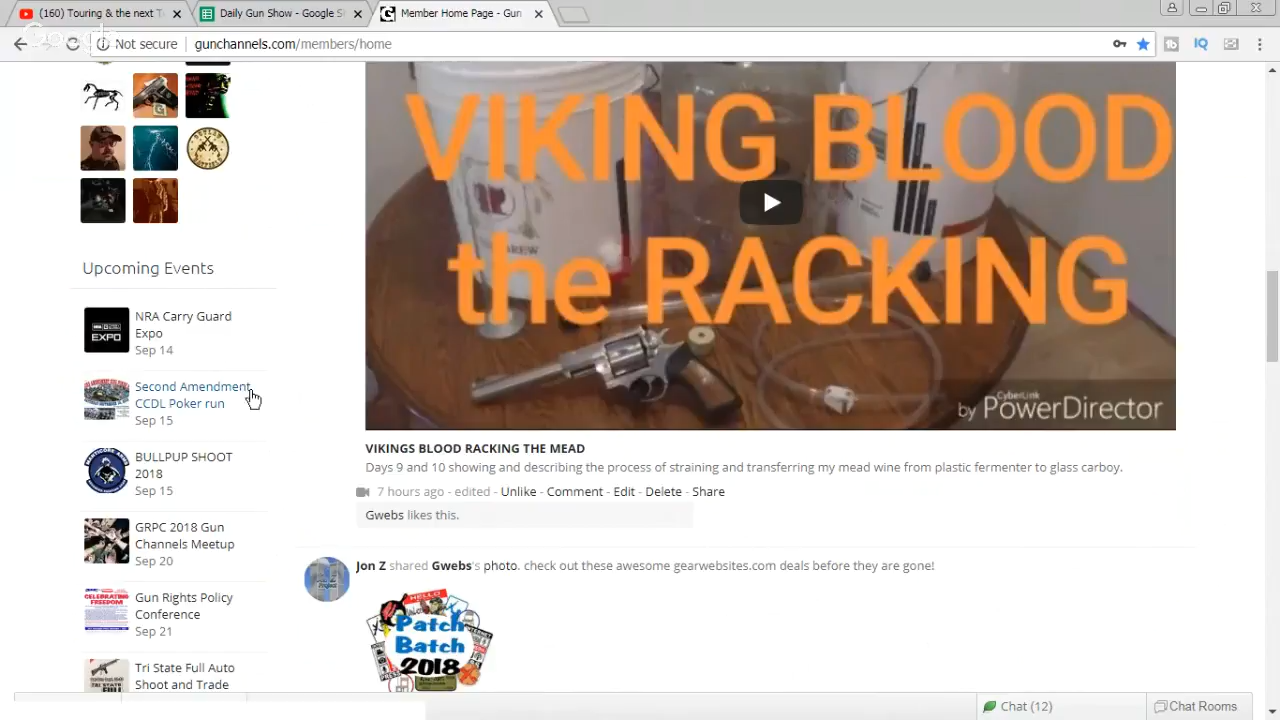 (160) Touring & the next T
Daily Gun Show - Google S
Member Home Page - Gun
Google
Not secure
gunchannels.com/members/home
VIKING BLOOD
the RACKING
by CyberLink PowerDirector
Upcoming Events
NRA Carry Guard
Expo
Sep 14
Second Amendment
CCDL Poker run
Sep 15
BULLPUP SHOOT
2018
Sep 15
GRPC 2018 Gun
Channels Meetup
Sep 20
Gun Rights Policy
Conference
Sep 21
Tri State Full Auto
Shoot and Trade
VIKINGS BLOOD RACKING THE MEAD
Days 9 and 10 showing and describing the process of straining and transferring my mead wine from plastic fermenter to glass carboy.
7 hours ago - edited - Unlike - Comment - Edit - Delete - Share
Gwebs likes this.
Jon Z shared Gwebs's photo. check out these awesome gearwebsites.com deals before they are gone!
HELLO
Patch
Batch
2018
Chat (12)
Chat Rooms